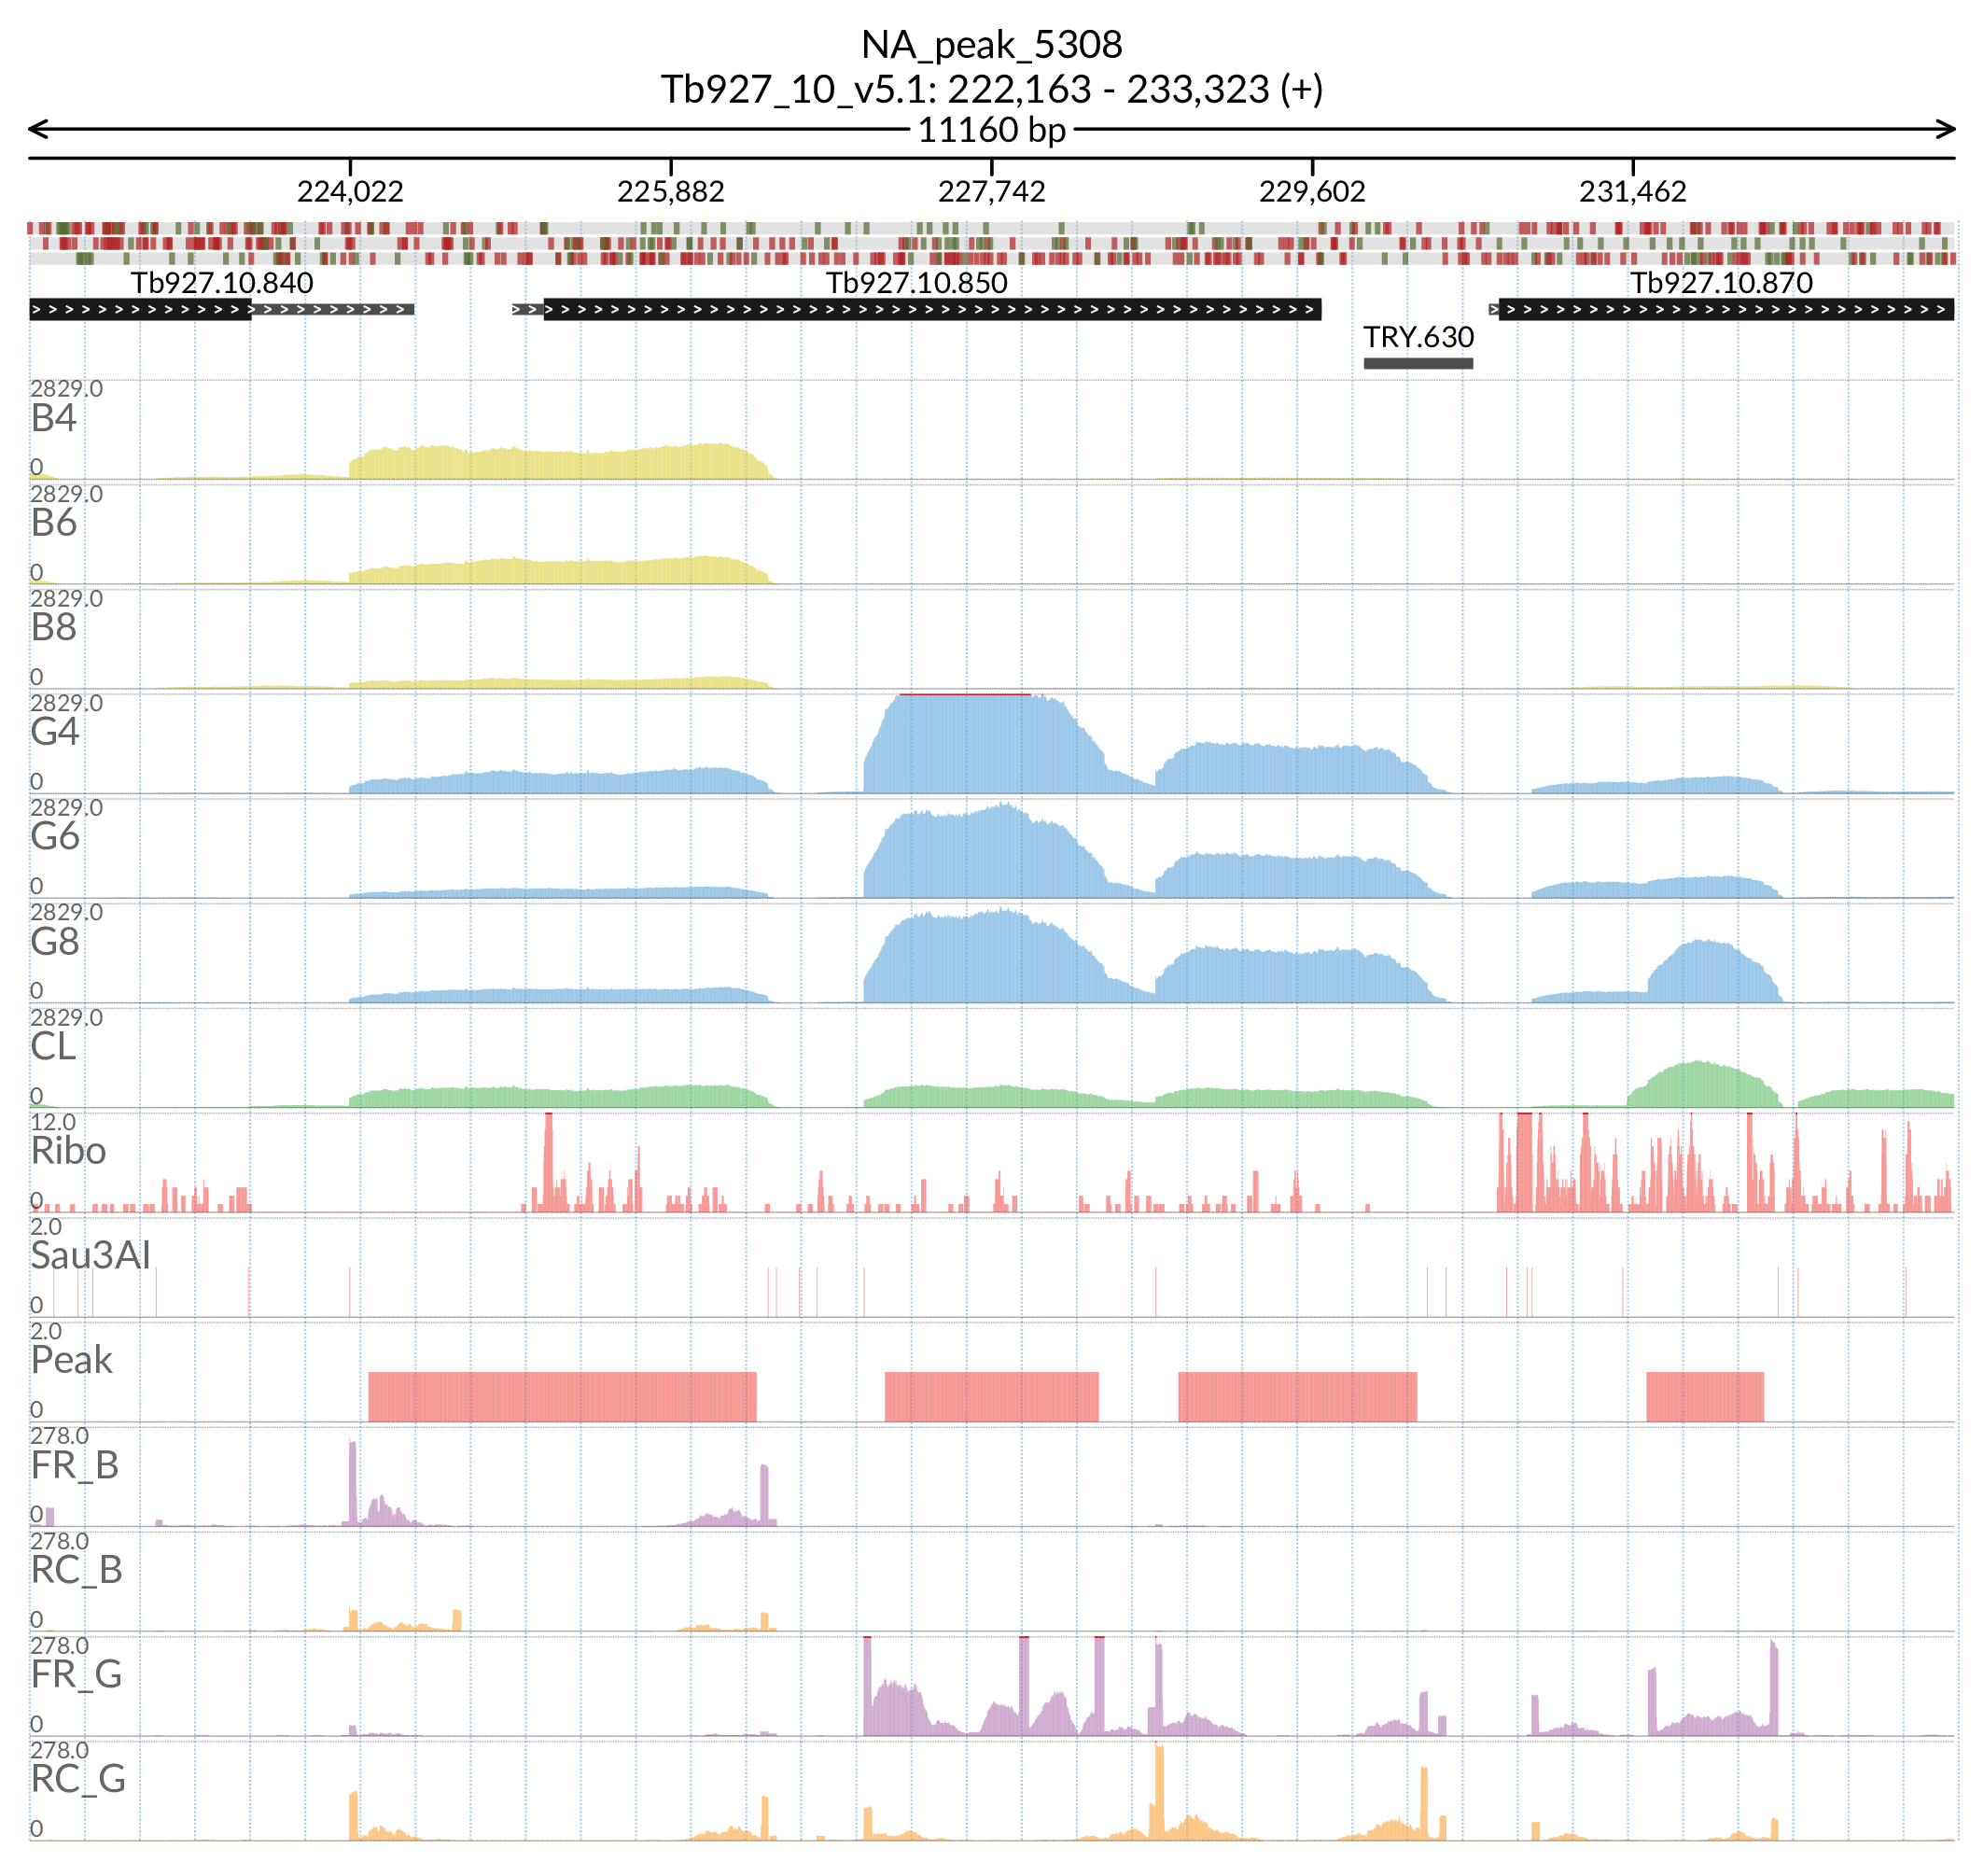 NA_peak_5308
Tb927_10_v5.1: 222,163 - 233,323 (+)
11160 bp
224,022 225,882 227,742 229,602 231,462
Tb927.10.840 Tb927.10.850 Tb927.10.870
TRY.630
2829.0
B4
0
2829.0
B6
0
2829.0
B8
0
2829.0
G4
0
2829.0
G6
0
2829.0
G8
0
2829.0
CL
0
12.0
Ribo
0
2.0
Sau3AI
0
2.0
Peak
0
278.0
FR_B
0
278.0
RC_B
0
278.0
FR_G
0
278.0
RC_G
0